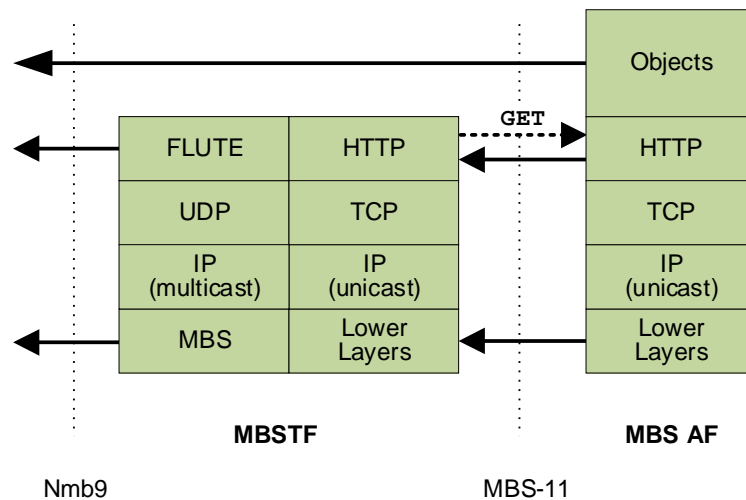 Objects
GET
FLUTE
HTTP
HTTP
UDP
TCP
TCP
IP
(multicast)
IP
(unicast)
IP
(unicast)
MBS
Lower
Layers
Lower
Layers
MBSTF
MBS AF
Nmb9
MBS-11